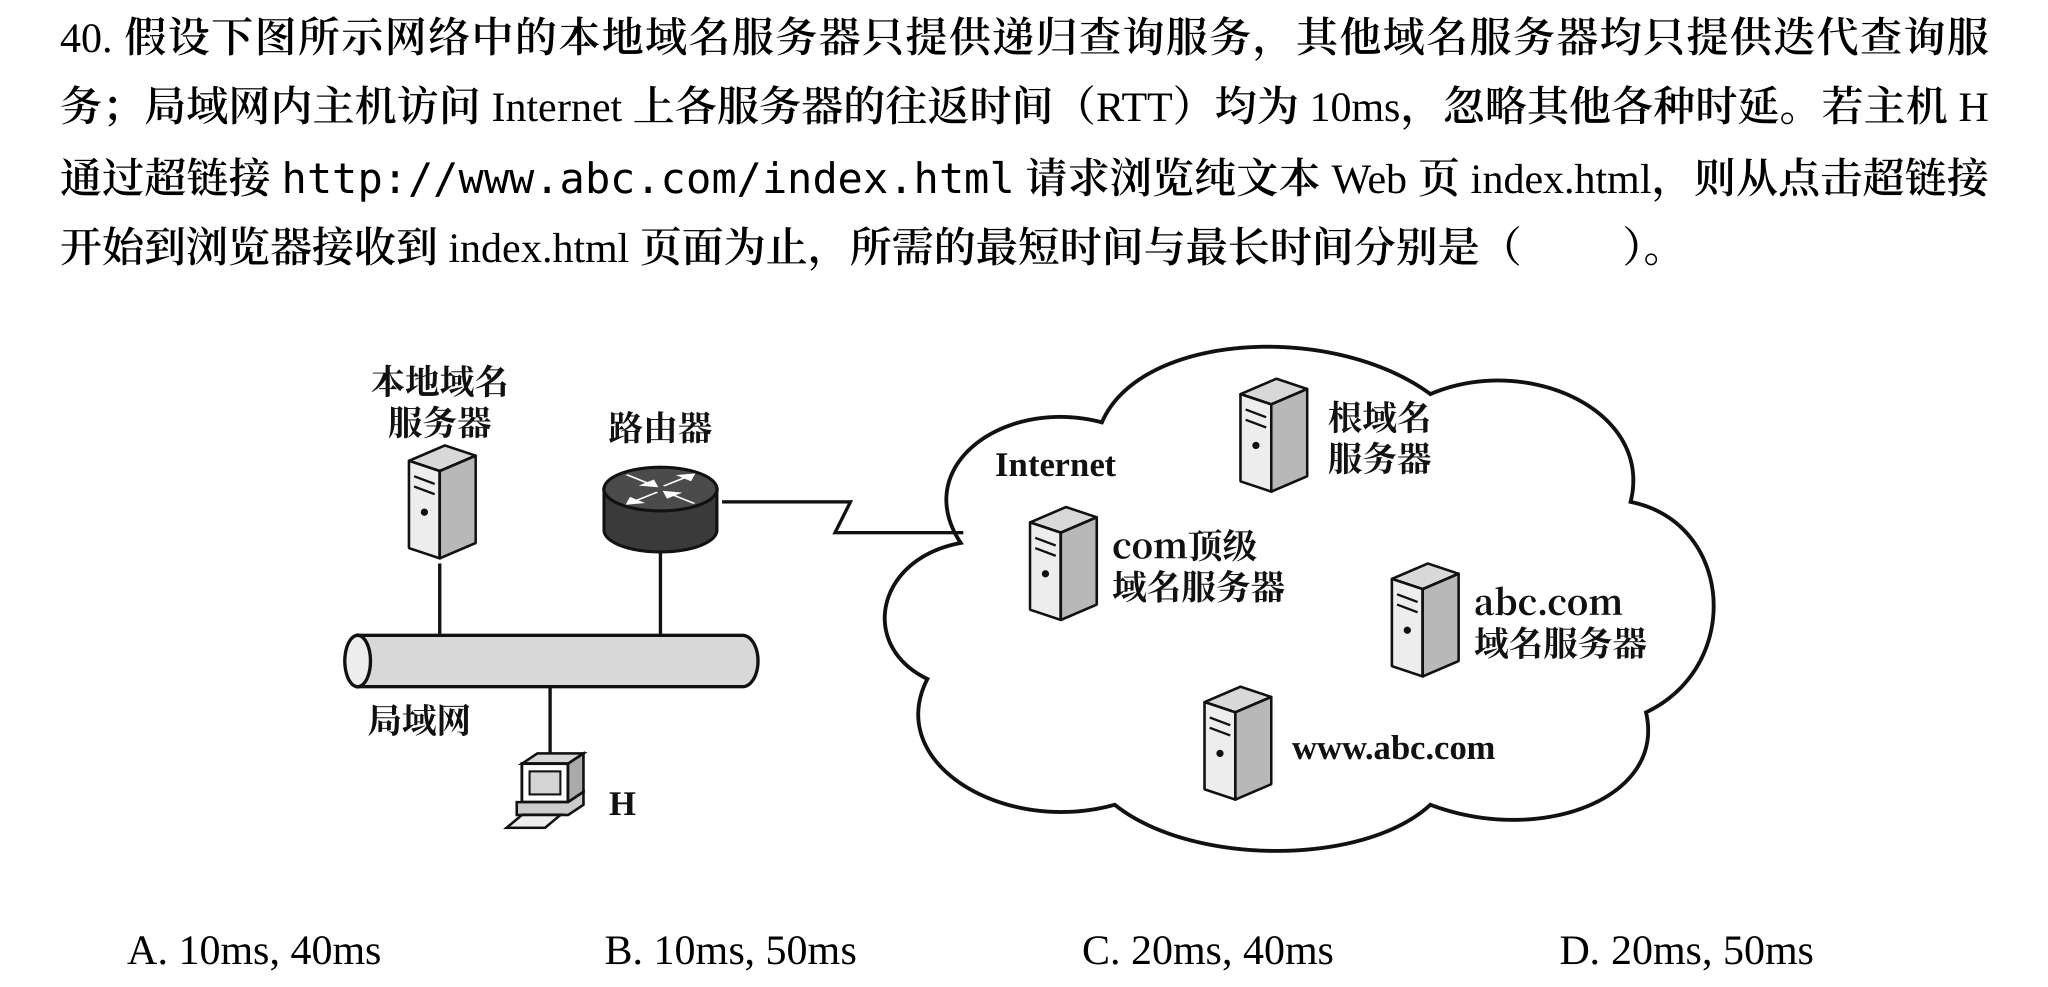 40. 假设下图所示网络中的本地域名服务器只提供递归查询服务，其他域名服务器均只提供迭代查询服
务；局域网内主机访问 Internet 上各服务器的往返时间（RTT）均为 10ms，忽略其他各种时延。若主机 H
通过超链接 http://www.abc.com/index.html 请求浏览纯文本 Web 页 index.html，则从点击超链接
开始到浏览器接收到 index.html 页面为止，所需的最短时间与最长时间分别是（　　）。
本地域名
服务器
路由器
根域名
服务器
Internet
com顶级
域名服务器
abc.com
域名服务器
局域网
www.abc.com
H
A. 10ms, 40ms B. 10ms, 50ms C. 20ms, 40ms D. 20ms, 50ms